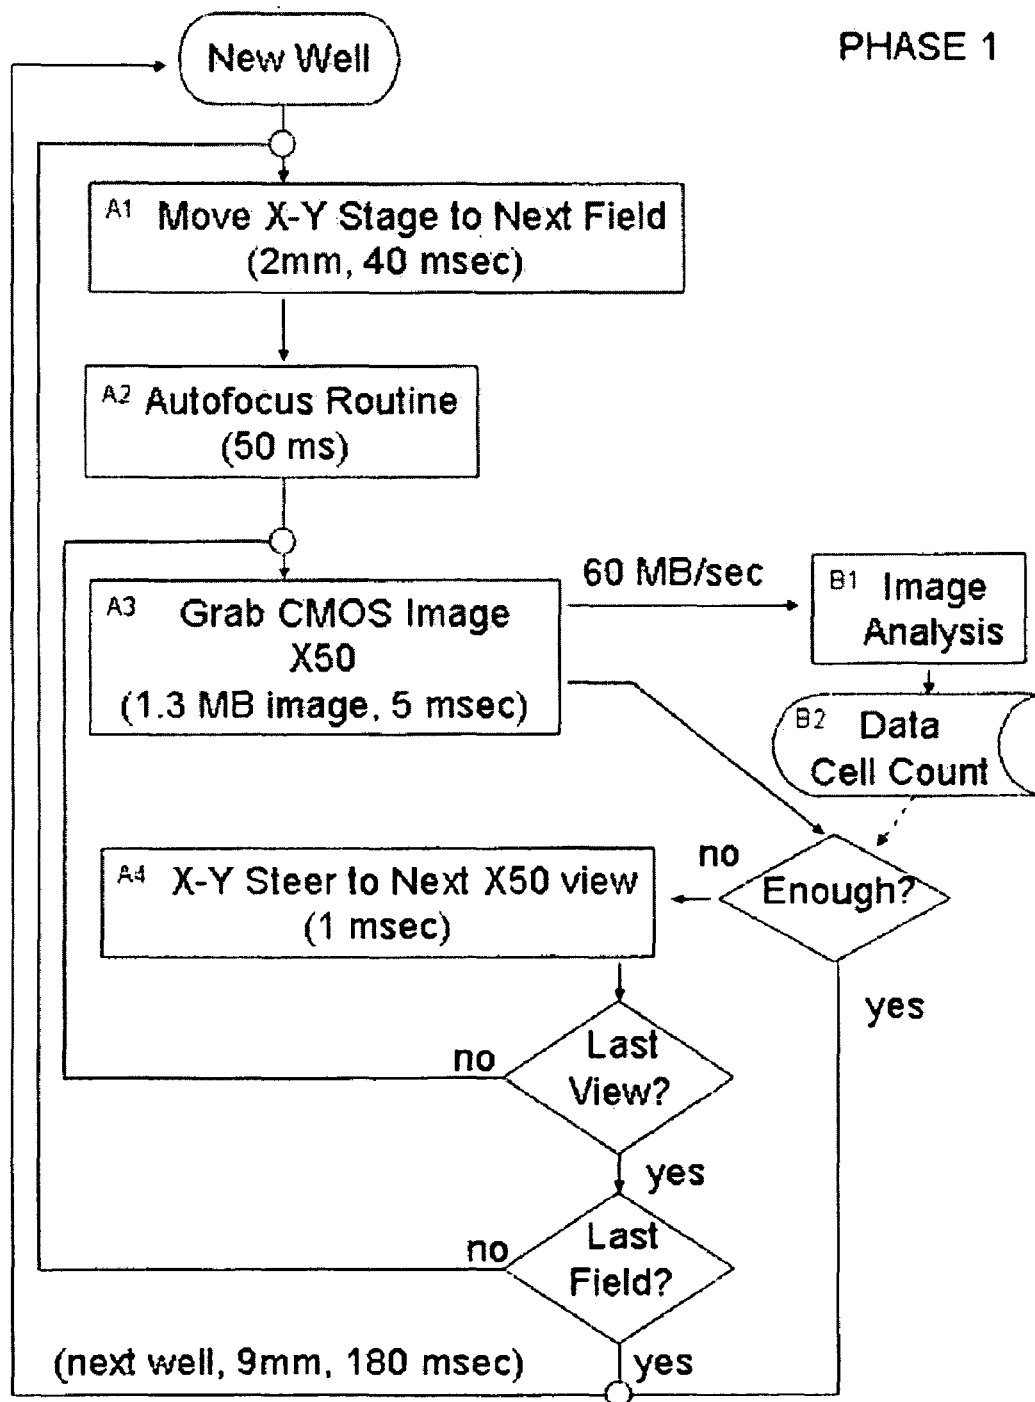 PHASE 1
New Well
A1 Move X-Y Stage to Next Field
(2mm, 40 msec)
A2 Autofocus Routine
(50 ms)
A3 Grab CMOS Image
X50
(1.3 MB image, 5 msec)
60 MB/sec
B1 Image
Analysis
B2 Data
Cell Count
Enough?
no
yes
A4 X-Y Steer to Next X50 view
(1 msec)
Last
View?
no
yes
Last
Field?
no
yes
(next well, 9mm, 180 msec)